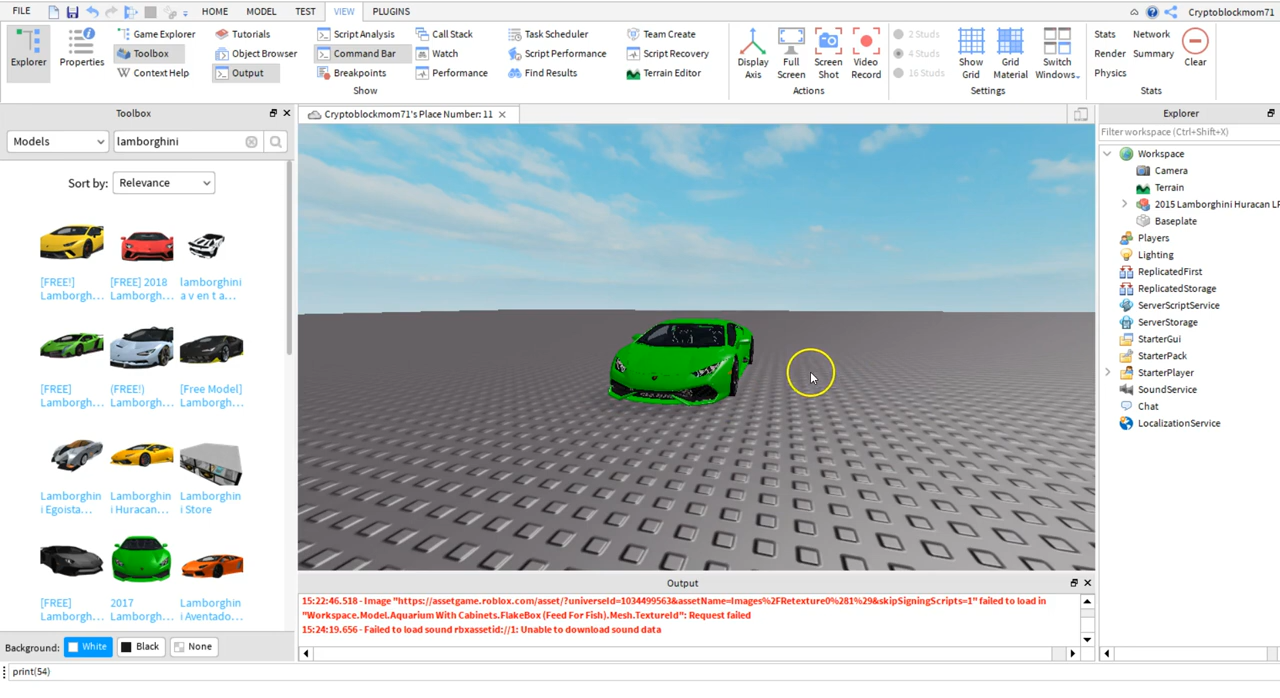 FILE HOME MODEL TEST VIEW PLUGINS Cryptoblockmom71
Explorer
Properties
Game Explorer
Toolbox
Context Help
Tutorials
Object Browser
Output
Script Analysis
Command Bar
Breakpoints
Call Stack
Watch
Performance
Task Scheduler
Script Performance
Find Results
Team Create
Script Recovery
Terrain Editor
Show
Display
Axis
Full
Screen
Screen
Shot
Video
Record
Actions
2 Studs
4 Studs
16 Studs
Show
Grid
Grid
Material
Switch
Windows..
Settings
Stats
Render
Physics
Network
Summary
Clear
Stats
Toolbox
Models
lamborghini
Sort by: Relevance
[FREE!]
Lamborgh...
[FREE] 2018
Lamborgh...
lamborghini
a v e n t a...
[FREE]
Lamborgh...
(FREE!)
Lamborgh...
[Free Model]
Lamborgh...
Lamborghin
i Egoista...
Lamborghin
i Huracan...
Lamborghin
i Store
[FREE]
Lamborgh...
2017
Lamborgh...
Lamborghin
i Aventado...
Background: White Black None
print(54)
Cryptoblockmom71's Place Number: 11
Output
15:22:46.518 - Image "https://assetgame.roblox.com/asset/?universeId=1034499563&assetName=Images%2FRetexture0%281%29&skipSigningScripts=1" failed to load in
"Workspace.Model.Aquarium With Cabinets.FlakeBox (Feed For Fish).Mesh.TextureId": Request failed
15:24:19.656 - Failed to load sound rbxassetid://1: Unable to download sound data
Explorer
Filter workspace (Ctrl+Shift+X)
Workspace
Camera
Terrain
2015 Lamborghini Huracan LP
Baseplate
Players
Lighting
ReplicatedFirst
ReplicatedStorage
ServerScriptService
ServerStorage
StarterGui
StarterPack
StarterPlayer
SoundService
Chat
LocalizationService